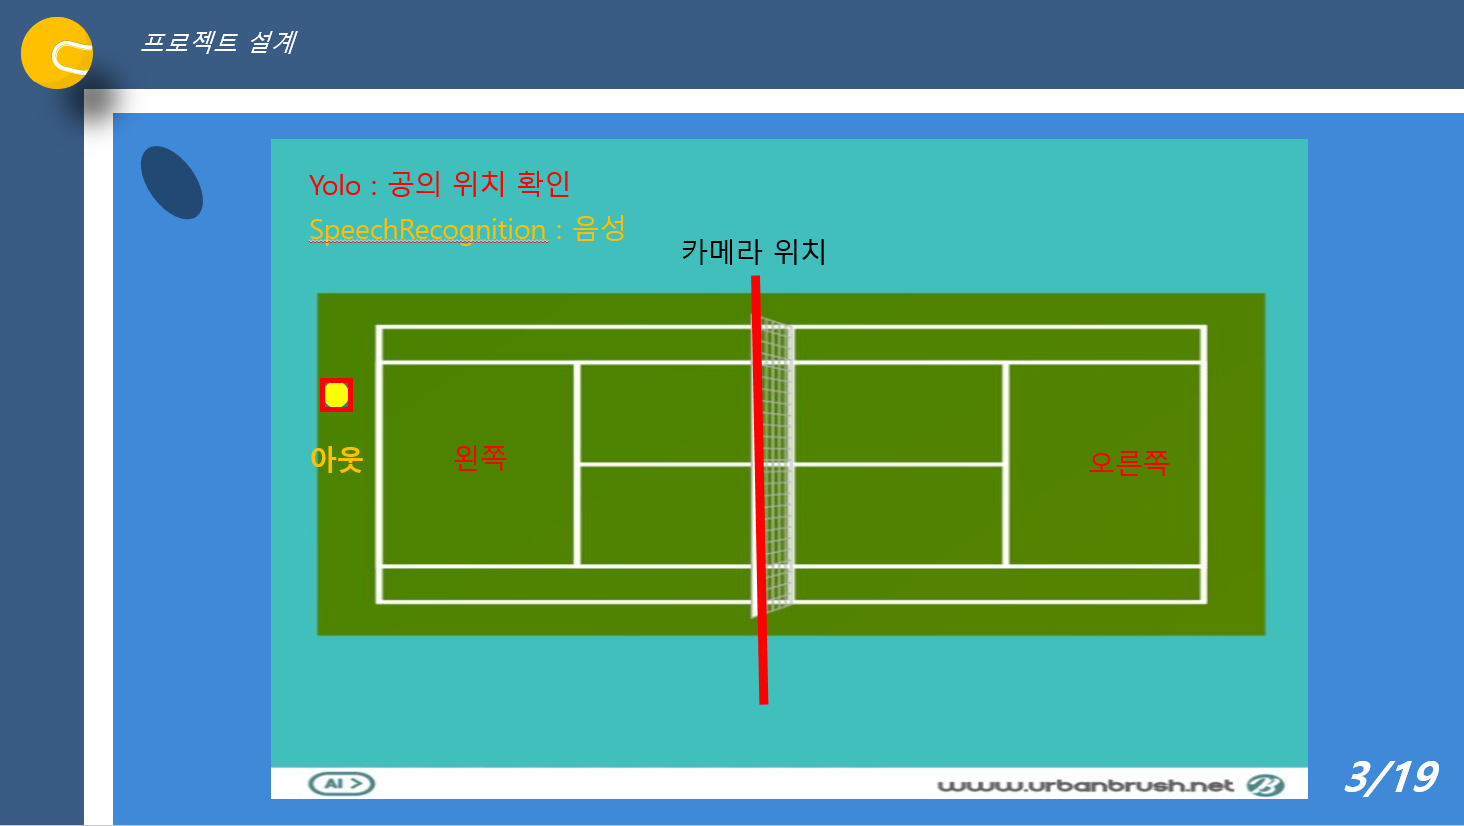 프로젝트 설계
Yolo : 공의 위치 확인
SpeechRecognition : 음성
카메라 위치
아웃
왼쪽
오른쪽
AI >
www.urbanbrush.net
3/19